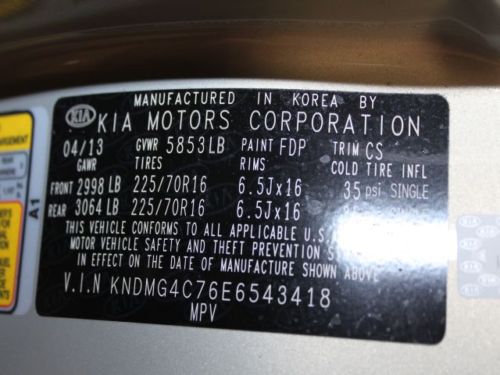 MANUFACTURED IN KOREA BY
KIA KIA MOTORS CORPORATION
04/13 GVWR 5853LB PAINT FDP TRIM CS
GAWR TIRES RIMS COLD TIRE INFL
FRONT 2998 LB 225/70R16 6.5Jx16 35 psi SINGLE
REAR 3064 LB 225/70R16 6.5Jx16
THIS VEHICLE CONFORMS TO ALL APPLICABLE U.S.
MOTOR VEHICLE SAFETY AND THEFT PREVENTION
IN EFFECT ON THE DATE OF MANUFACTURE SHOWN ABOVE
V.I.N KNDMG4C76E6543418
MPV
A1